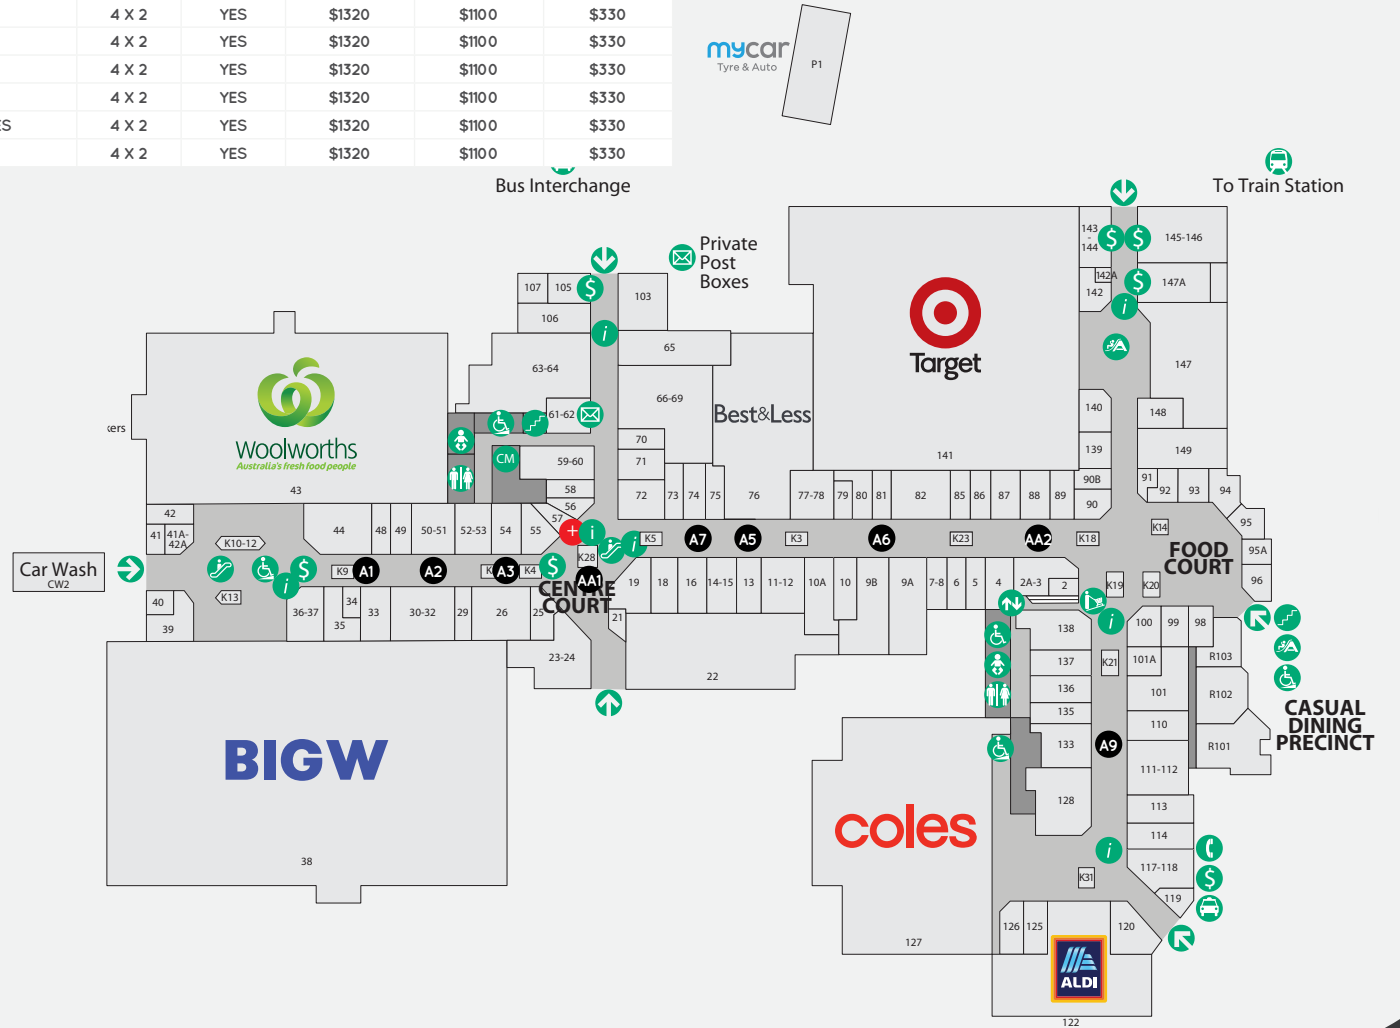 4 X 2 YES $1320 $1100 $330
4 X 2 YES $1320 $1100 $330
4 X 2 YES $1320 $1100 $330
4 X 2 YES $1320 $1100 $330
ES 4 X 2 YES $1320 $1100 $330
4 X 2 YES $1320 $1100 $330
mycar
Tyre & Auto
P1
Bus Interchange
To Train Station
Private
Post
Boxes
143
-
144
145-146
142A
142
147A
107
105
103
106
65
63-64
66-69
61-62
Best&Less
Target
147
140
148
139
149
141
kers
Woolworths
Australia's fresh food people
43
CM
59-60
58
56
57
70
71
72
73
74
75
76
77-78
79
80
81
82
85
86
87
88
89
90B
90
91
92
93
94
95
95A
96
42
41
41A-
42A
K10-12
44
48
49
50-51
52-53
54
55
K5
A7
A5
K3
A6
K23
AA2
K18
K14
FOOD
COURT
Car Wash
CW2
K9
A1
A2
K
A3
K4
K28
AA1
CENTRE
COURT
K13
40
39
36-37
34
35
33
30-32
29
26
25
23-24
21
19
18
16
14-15
13
11-12
10A
10
9B
9A
7-8
6
5
4
2A-3
2
K19
K20
22
138
137
136
135
133
128
K21
A9
100
99
98
101A
101
110
111-112
113
114
117-118
119
R103
R102
R101
CASUAL
DINING
PRECINCT
BIGW
38
coles
127
K31
126
125
120
ALDI
122